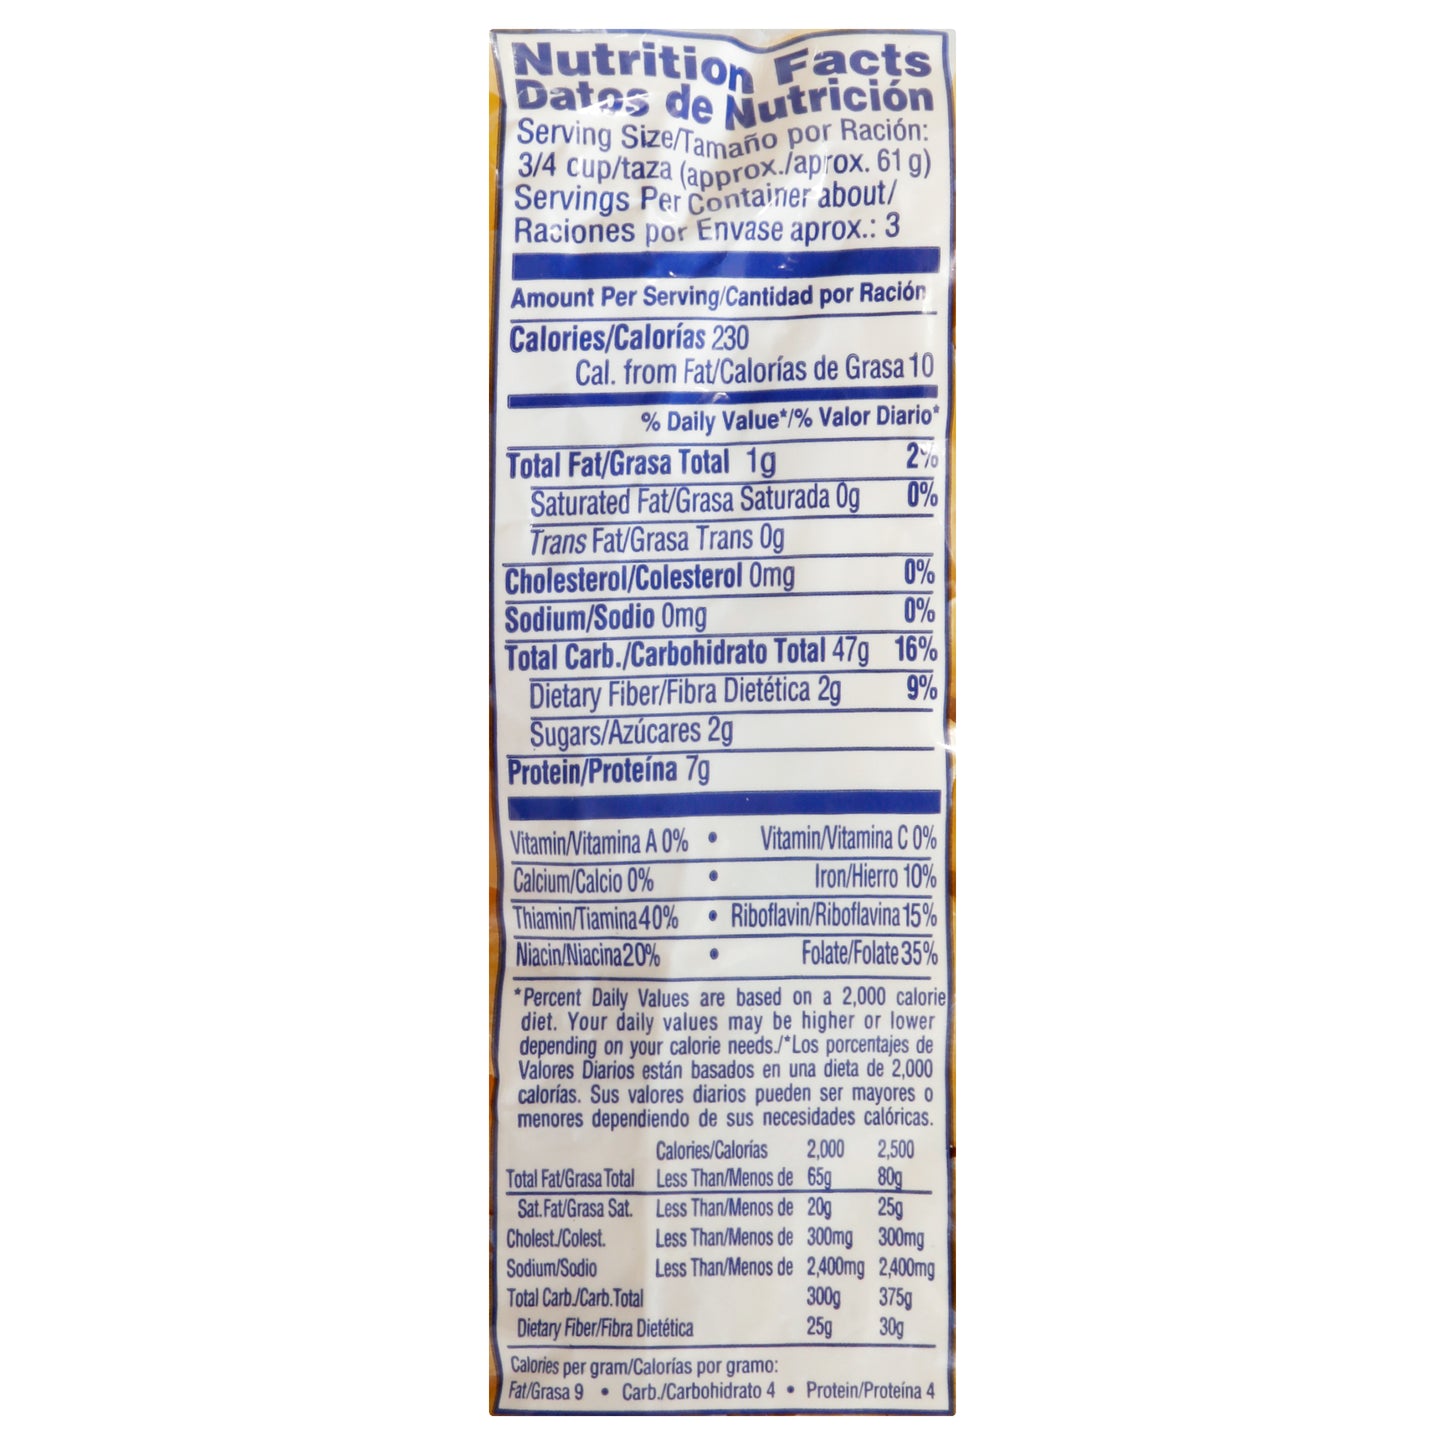 Nutrition Facts
Datos de Nutrición
Serving Size/Tamaño por Ración:
3/4 cup/taza (approx./aprox. 61 g)
Servings Per Container about/
Raciones por Envase aprox.: 3
Amount Per Serving/Cantidad por Ración
Calories/Calorías 230
Cal. from Fat/Calorías de Grasa 10
% Daily Value*/% Valor Diario*
Total Fat/Grasa Total 1g 2%
Saturated Fat/Grasa Saturada 0g 0%
Trans Fat/Grasa Trans 0g
Cholesterol/Colesterol 0mg 0%
Sodium/Sodio 0mg 0%
Total Carb./Carbohidrato Total 47g 16%
Dietary Fiber/Fibra Dietética 2g 9%
Sugars/Azúcares 2g
Protein/Proteína 7g
Vitamin/Vitamina A 0% • Vitamin/Vitamina C 0%
Calcium/Calcio 0% • Iron/Hierro 10%
Thiamin/Tiamina 40% • Riboflavin/Riboflavina 15%
Niacin/Niacina 20% • Folate/Folate 35%
*Percent Daily Values are based on a 2,000 calorie
diet. Your daily values may be higher or lower
depending on your calorie needs./*Los porcentajes de
Valores Diarios están basados en una dieta de 2,000
calorías. Sus valores diarios pueden ser mayores o
menores dependiendo de sus necesidades calóricas.
Calories/Calorías 2,000 2,500
Total Fat/Grasa Total Less Than/Menos de 65g 80g
Sat.Fat/Grasa Sat. Less Than/Menos de 20g 25g
Cholest./Colest. Less Than/Menos de 300mg 300mg
Sodium/Sodio Less Than/Menos de 2,400mg 2,400mg
Total Carb./Carb.Total 300g 375g
Dietary Fiber/Fibra Dietética 25g 30g
Calories per gram/Calorías por gramo:
Fat/Grasa 9 • Carb./Carbohidrato 4 • Protein/Proteína 4